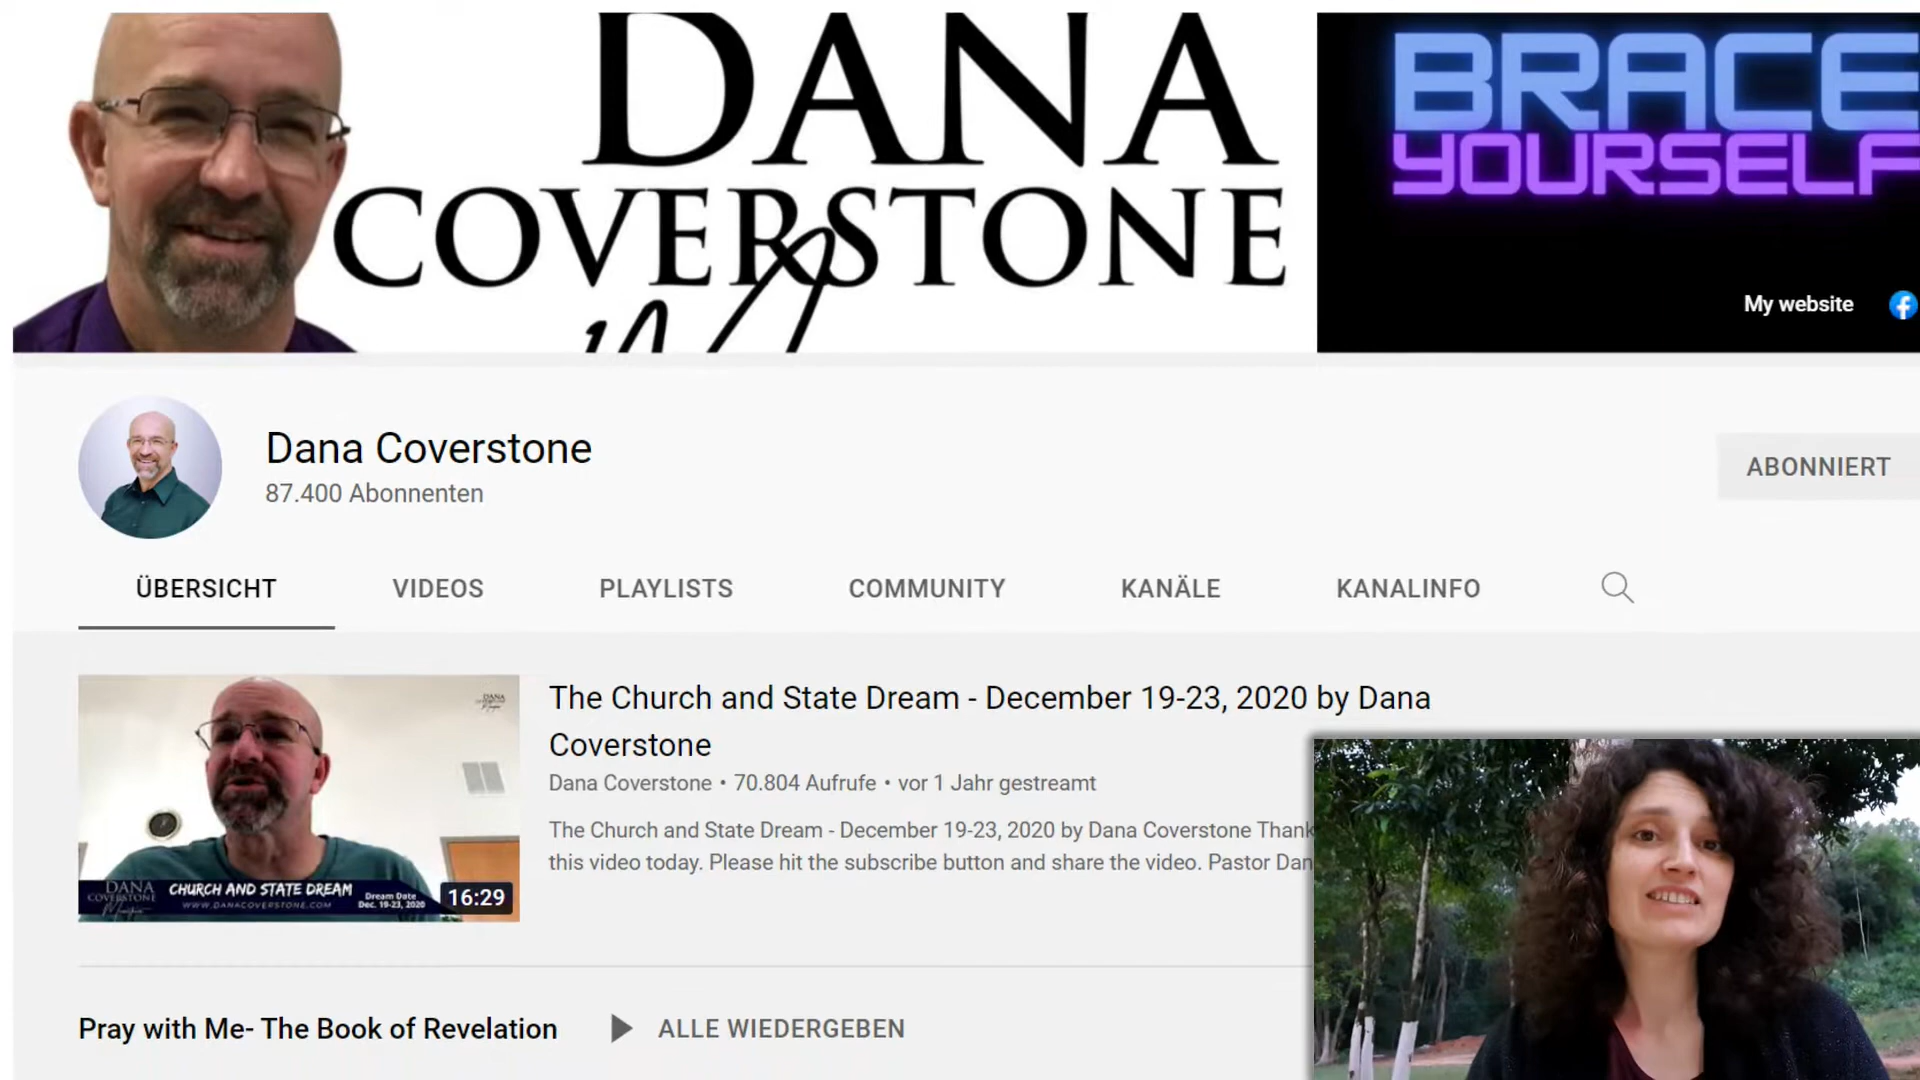 DANA
COVERSTONE
BRACE
YOURSELF
My website
Dana Coverstone
87.400 Abonnenten
ABONNIERT
ÜBERSICHT
VIDEOS
PLAYLISTS
COMMUNITY
KANÄLE
KANALINFO
The Church and State Dream - December 19-23, 2020 by Dana
Coverstone
Dana Coverstone • 70.804 Aufrufe • vor 1 Jahr gestreamt
The Church and State Dream - December 19-23, 2020 by Dana Coverstone Thank
this video today. Please hit the subscribe button and share the video. Pastor Dan
DANA
COVERSTONE
CHURCH AND STATE DREAM
WWW.DANACOVERSTONE.COM
Dream Date
Dec. 19-23, 2020
16:29
Pray with Me- The Book of Revelation
ALLE WIEDERGEBEN